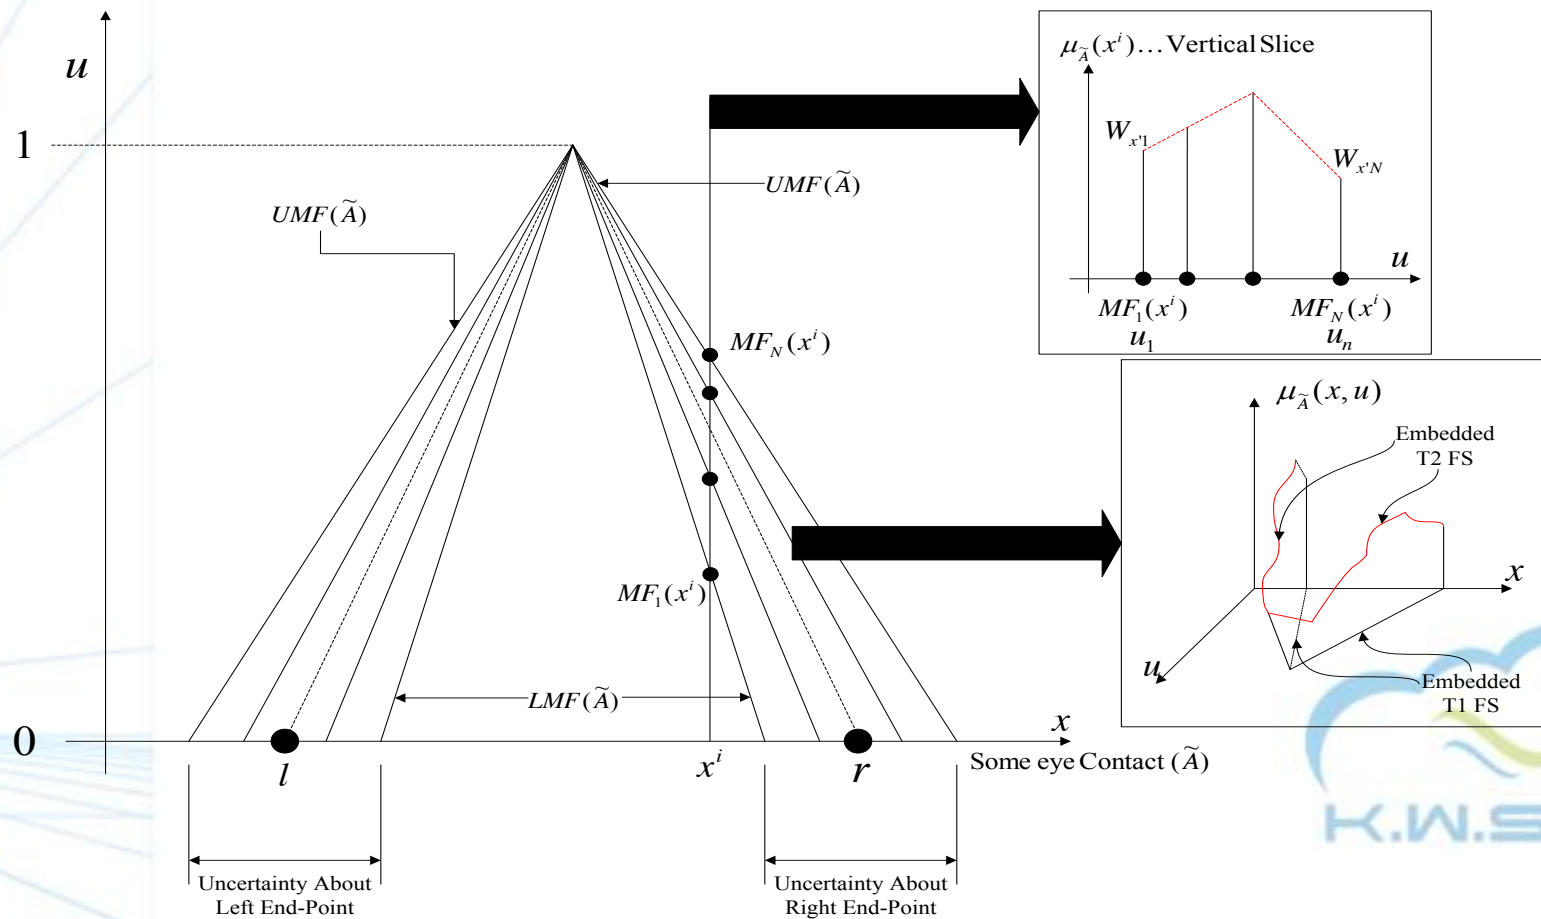 u
1
0
UMF(Ã)
UMF(Ã)
MF_N(x^i)
MF_1(x^i)
LMF(Ã)
l
x^i
r
x
Some eye Contact (Ã)
Uncertainty About
Left End-Point
Uncertainty About
Right End-Point
μ_Ã(x^i)…Vertical Slice
W_x'1
W_x'N
u
MF_1(x^i)
MF_N(x^i)
u_1
u_n
μ_Ã(x, u)
Embedded
T2 FS
x
u
Embedded
T1 FS
K.W.S